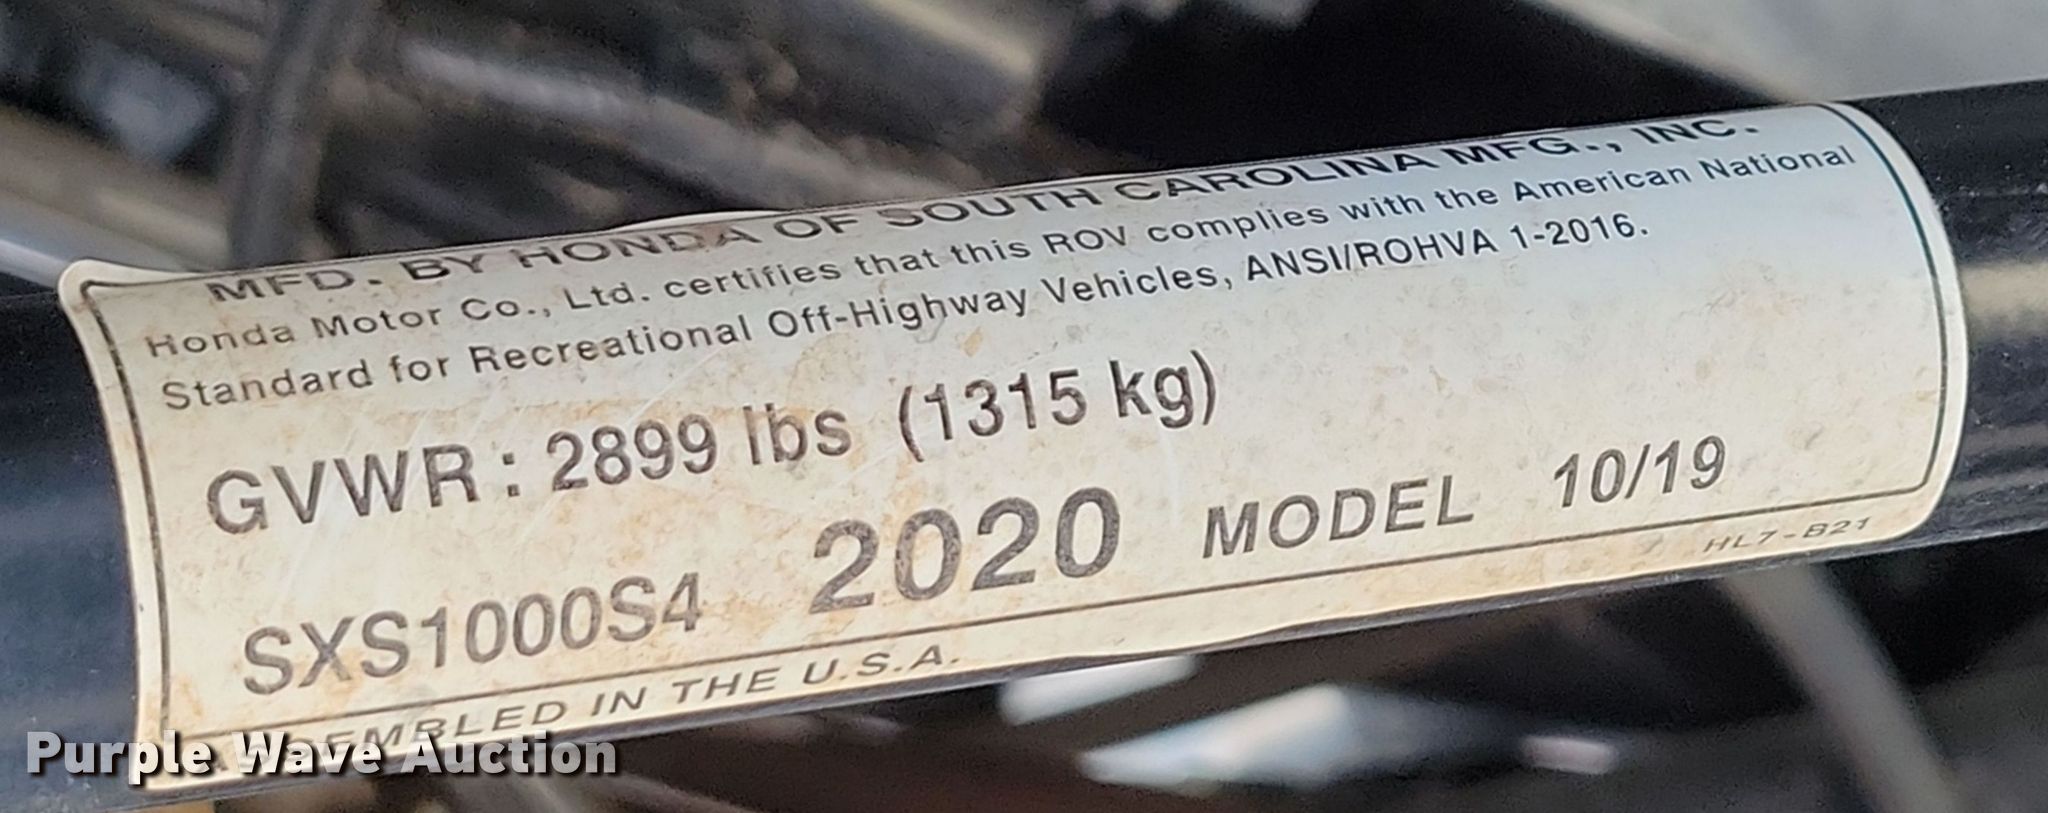 MFD. BY HONDA OF SOUTH CAROLINA MFG., INC.
Honda Motor Co., Ltd. certifies that this ROV complies with the American National
Standard for Recreational Off-Highway Vehicles, ANSI/ROHVA 1-2016.
GVWR: 2899 lbs (1315 kg)
SXS1000S4 2020 MODEL 10/19
ASSEMBLED IN THE U.S.A. HL7-B21
Purple Wave Auction